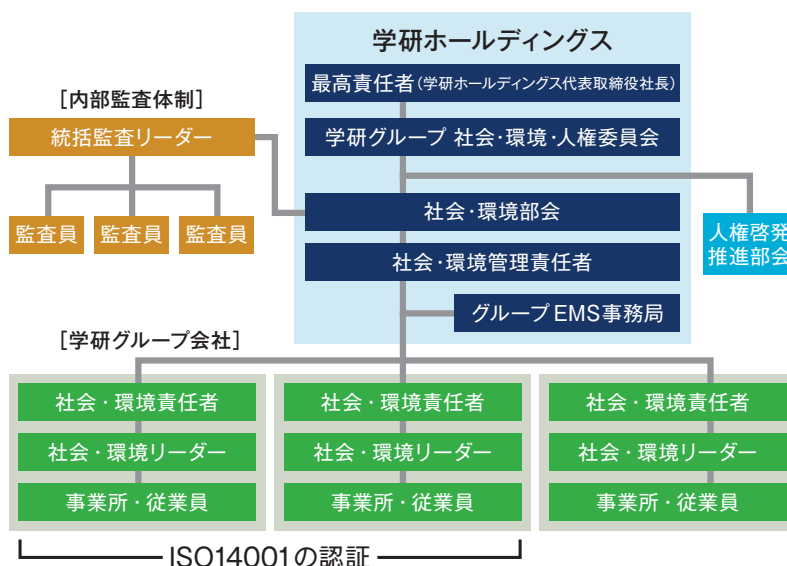 学研ホールディングス
最高責任者(学研ホールディングス代表取締役社長)
[内部監査体制]
統括監査リーダー
学研グループ 社会・環境・人権委員会
監査員
監査員
監査員
社会・環境部会
人権啓発
推進部会
社会・環境管理責任者
グループEMS事務局
[学研グループ会社]
社会・環境責任者
社会・環境リーダー
事業所・従業員
社会・環境責任者
社会・環境リーダー
事業所・従業員
社会・環境責任者
社会・環境リーダー
事業所・従業員
ISO14001の認証